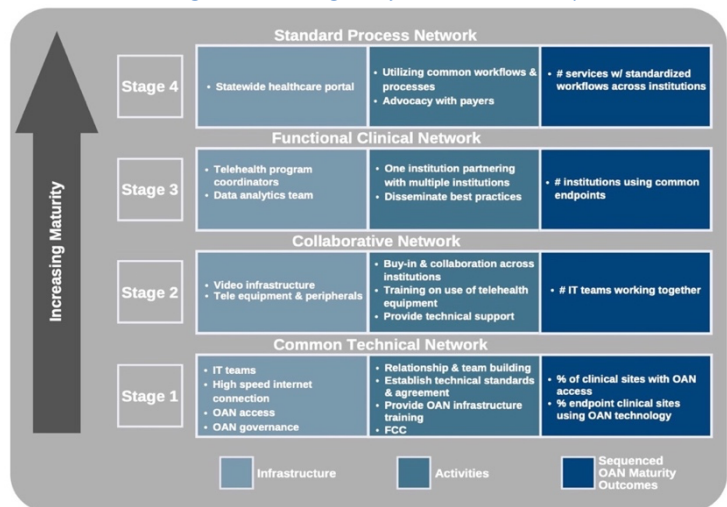 Standard Process Network
Stage 4
• Statewide healthcare portal
• Utilizing common workflows &
processes
• Advocacy with payers
• # services w/ standardized
workflows across institutions
Functional Clinical Network
Stage 3
• Telehealth program
coordinators
• Data analytics team
• One institution partnering
with multiple institutions
• Disseminate best practices
• # institutions using common
endpoints
Collaborative Network
Stage 2
• Video infrastructure
• Tele equipment & peripherals
• Buy-in & collaboration across
institutions
• Training on use of telehealth
equipment
• Provide technical support
• # IT teams working together
Common Technical Network
Stage 1
• IT teams
• High speed internet
connection
• OAN access
• OAN governance
• Relationship & team building
• Establish technical standards
& agreement
• Provide OAN infrastructure
training
• FCC
• % of clinical sites with OAN
access
• % endpoint clinical sites
using OAN technology
Increasing Maturity
Infrastructure
Activities
Sequenced
OAN Maturity
Outcomes